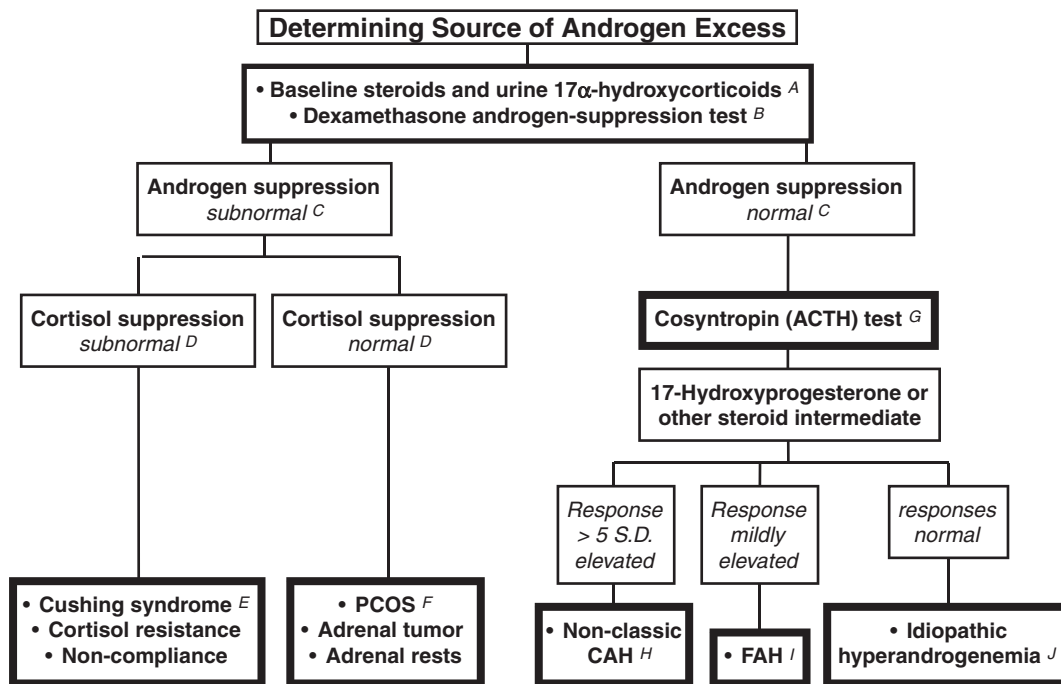 Determining Source of Androgen Excess
• Baseline steroids and urine 17α-hydroxycorticoids A
• Dexamethasone androgen-suppression test B
Androgen suppression
subnormal C
Androgen suppression
normal C
Cortisol suppression
subnormal D
Cortisol suppression
normal D
Cosyntropin (ACTH) test G
17-Hydroxyprogesterone or
other steroid intermediate
Response
> 5 S.D.
elevated
Response
mildly
elevated
responses
normal
• Cushing syndrome E
• Cortisol resistance
• Non-compliance
• PCOS F
• Adrenal tumor
• Adrenal rests
• Non-classic
CAH H
• FAH I
• Idiopathic
hyperandrogenemia J